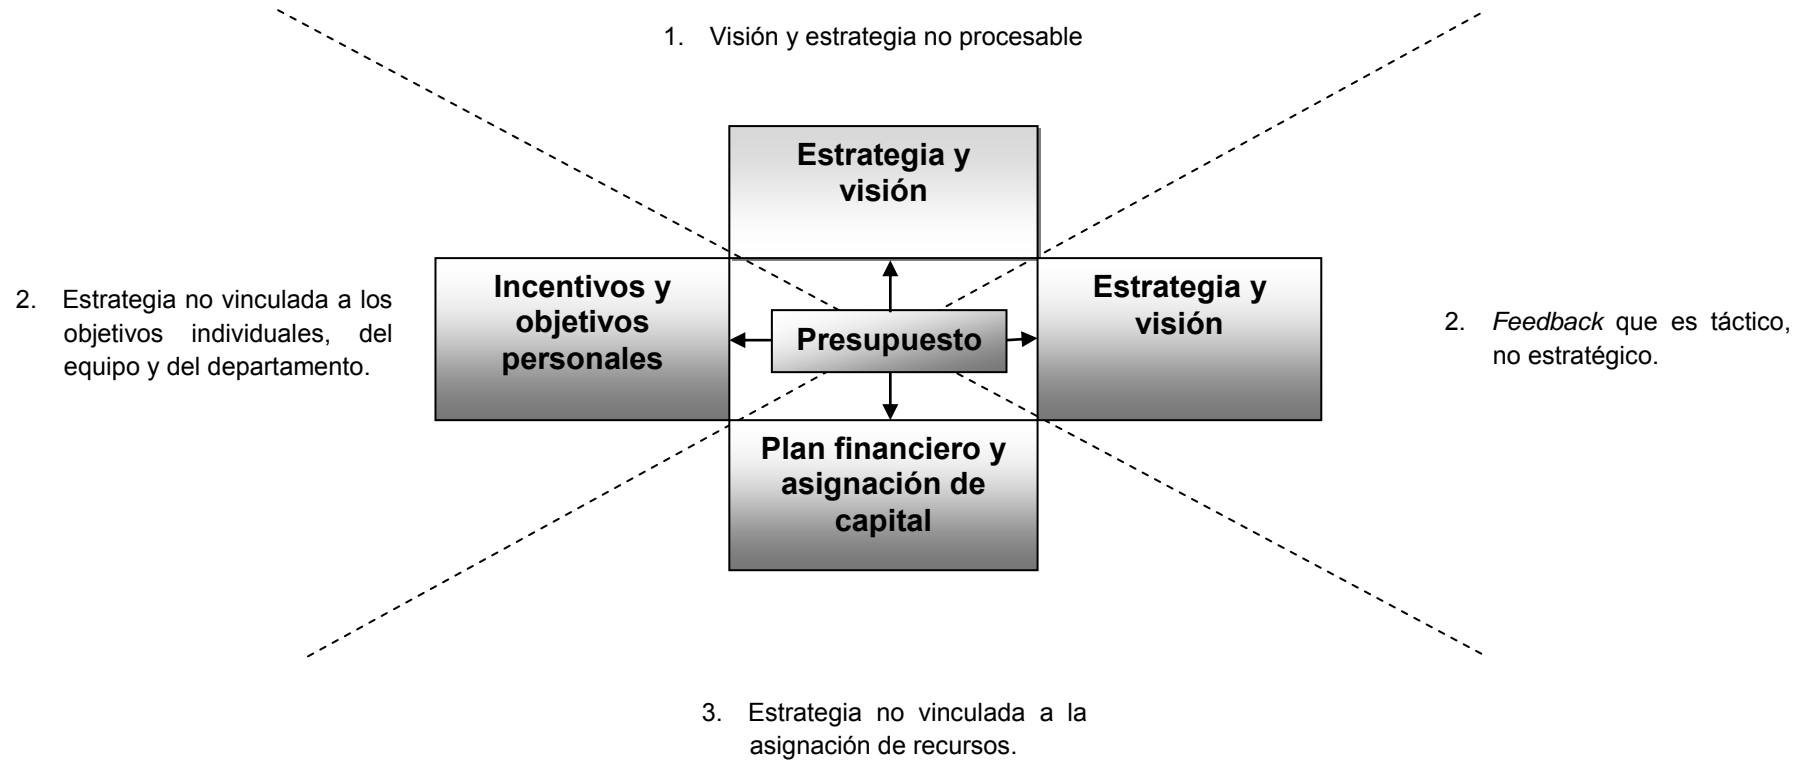 1. Visión y estrategia no procesable
Estrategia y
visión
2. Estrategia no vinculada a los
objetivos individuales, del
equipo y del departamento.
Incentivos y
objetivos
personales
Presupuesto
Estrategia y
visión
2. Feedback que es táctico,
no estratégico.
Plan financiero y
asignación de
capital
3. Estrategia no vinculada a la
asignación de recursos.